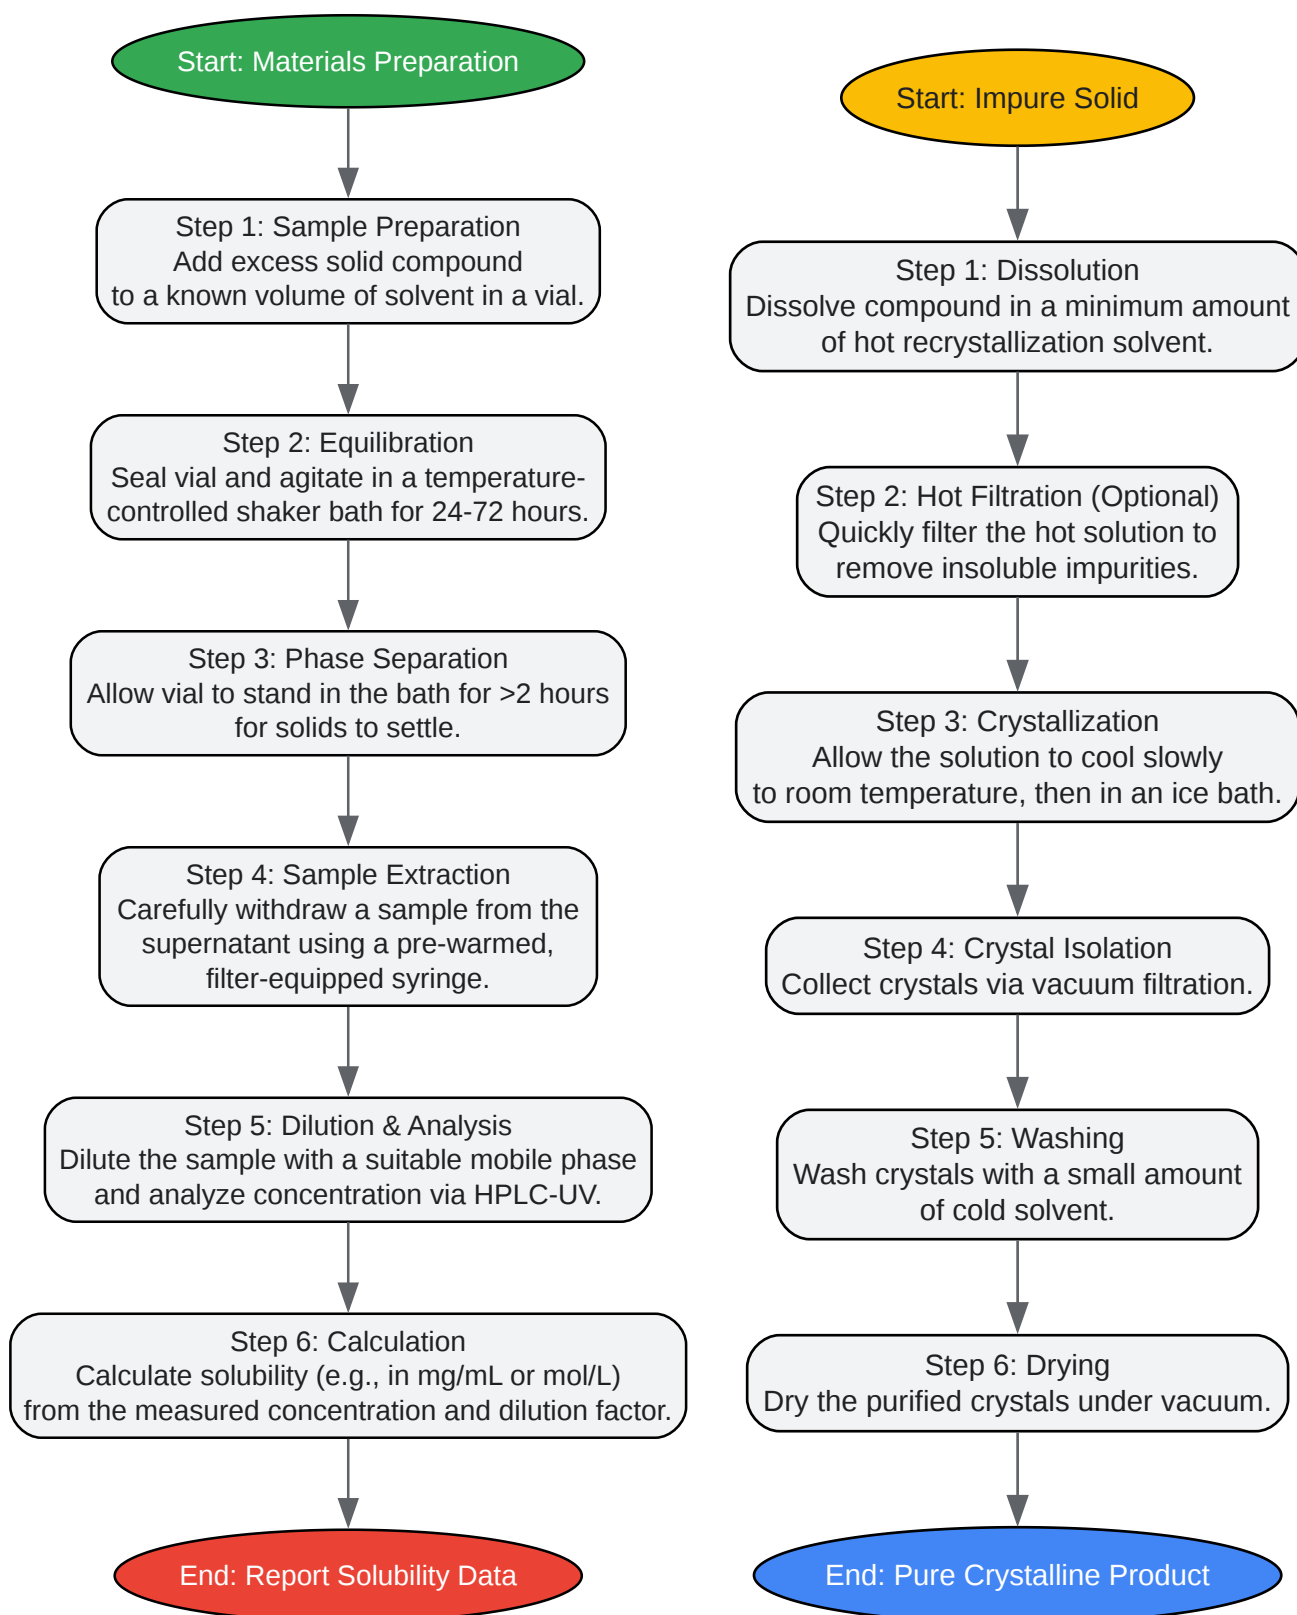 Start: Materials Preparation
Step 1: Sample Preparation
Add excess solid compound
to a known volume of solvent in a vial.
Step 2: Equilibration
Seal vial and agitate in a temperature-
controlled shaker bath for 24-72 hours.
Step 3: Phase Separation
Allow vial to stand in the bath for >2 hours
for solids to settle.
Step 4: Sample Extraction
Carefully withdraw a sample from the
supernatant using a pre-warmed,
filter-equipped syringe.
Step 5: Dilution & Analysis
Dilute the sample with a suitable mobile phase
and analyze concentration via HPLC-UV.
Step 6: Calculation
Calculate solubility (e.g., in mg/mL or mol/L)
from the measured concentration and dilution factor.
End: Report Solubility Data
Start: Impure Solid
Step 1: Dissolution
Dissolve compound in a minimum amount
of hot recrystallization solvent.
Step 2: Hot Filtration (Optional)
Quickly filter the hot solution to
remove insoluble impurities.
Step 3: Crystallization
Allow the solution to cool slowly
to room temperature, then in an ice bath.
Step 4: Crystal Isolation
Collect crystals via vacuum filtration.
Step 5: Washing
Wash crystals with a small amount
of cold solvent.
Step 6: Drying
Dry the purified crystals under vacuum.
End: Pure Crystalline Product